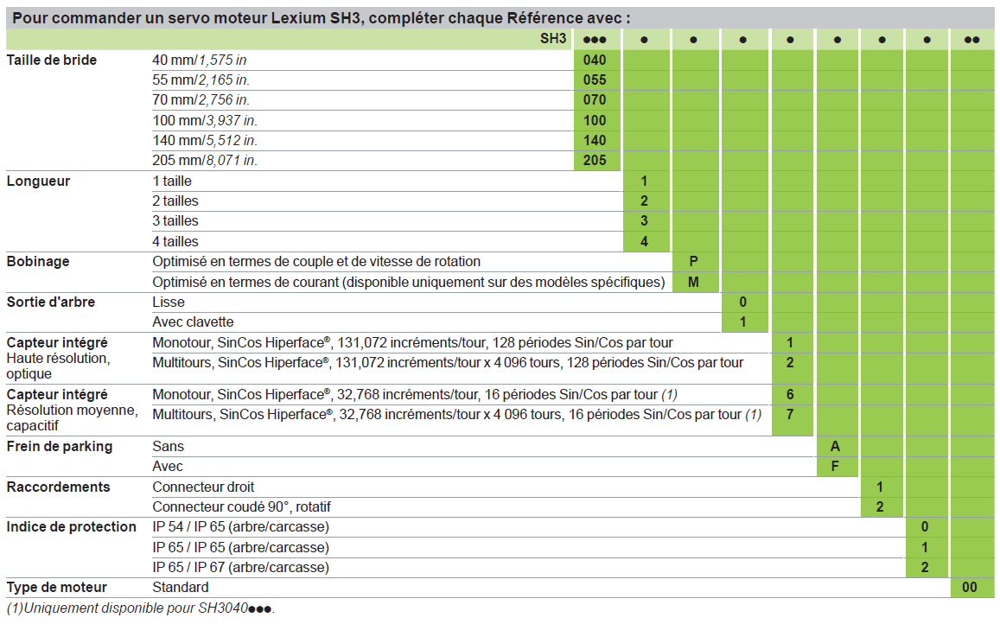 Pour commander un servo moteur Lexium SH3, compléter chaque Référence avec :
SH3 ●●● ● ● ● ● ● ● ● ●●
Taille de bride 40 mm/1,575 in 040
55 mm/2,165 in. 055
70 mm/2,756 in. 070
100 mm/3,937 in. 100
140 mm/5,512 in. 140
205 mm/8,071 in. 205
Longueur 1 taille 1
2 tailles 2
3 tailles 3
4 tailles 4
Bobinage Optimisé en termes de couple et de vitesse de rotation P
Optimisé en termes de courant (disponible uniquement sur des modèles spécifiques) M
Sortie d'arbre Lisse 0
Avec clavette 1
Capteur intégré Monotour, SinCos Hiperface®, 131,072 incréments/tour, 128 périodes Sin/Cos par tour 1
Haute résolution, Multitours, SinCos Hiperface®, 131,072 incréments/tour x 4 096 tours, 128 périodes Sin/Cos par tour 2
optique
Capteur intégré Monotour, SinCos Hiperface®, 32,768 incréments/tour, 16 périodes Sin/Cos par tour (1) 6
Résolution moyenne, Multitours, SinCos Hiperface®, 32,768 incréments/tour x 4 096 tours, 16 périodes Sin/Cos par tour (1) 7
capacitif
Frein de parking Sans A
Avec F
Raccordements Connecteur droit 1
Connecteur coudé 90°, rotatif 2
Indice de protection IP 54 / IP 65 (arbre/carcasse) 0
IP 65 / IP 65 (arbre/carcasse) 1
IP 65 / IP 67 (arbre/carcasse) 2
Type de moteur Standard 00
(1)Uniquement disponible pour SH3040●●●.